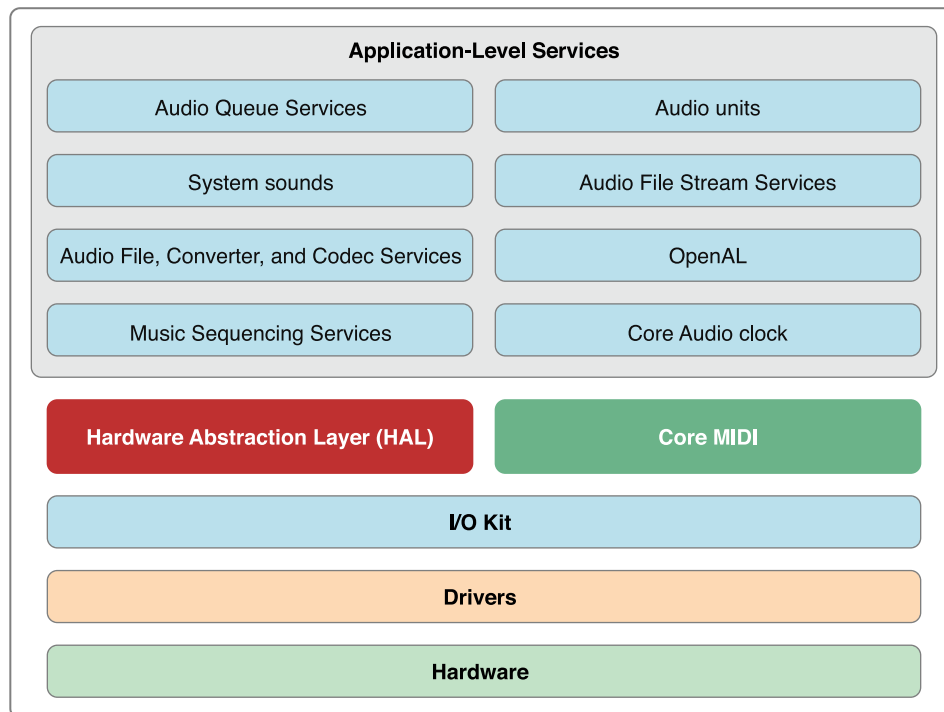 Application-Level Services
Audio Queue Services
Audio units
System sounds
Audio File Stream Services
Audio File, Converter, and Codec Services
OpenAL
Music Sequencing Services
Core Audio clock
Hardware Abstraction Layer (HAL)
Core MIDI
I/O Kit
Drivers
Hardware